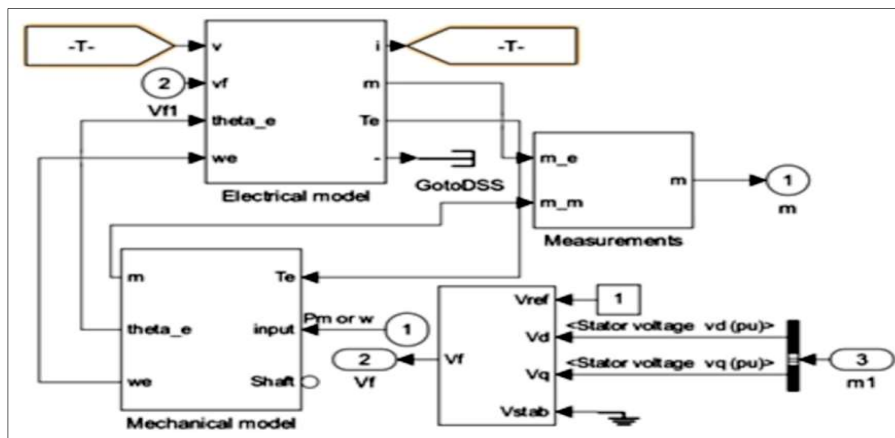 -T-
v
i
-T-
2
vf
m
Vf1
theta_e
Te
we
-
m_e
m
1
GotoDSS
m
Electrical model
m_m
Measurements
m
Te
Vref
1
Pm or w
<Stator voltage vd (pu)>
theta_e
input
1
Vd
2
Vf
<Stator voltage vq (pu)>
3
Vf
Vq
m1
we
Shaft
Vstab
Mechanical model